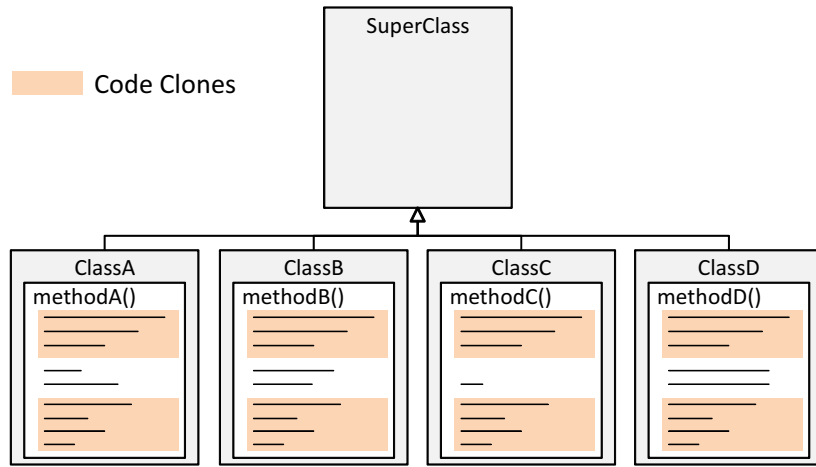 SuperClass
Code Clones
ClassA
methodA()
ClassB
methodB()
ClassC
methodC()
ClassD
methodD()